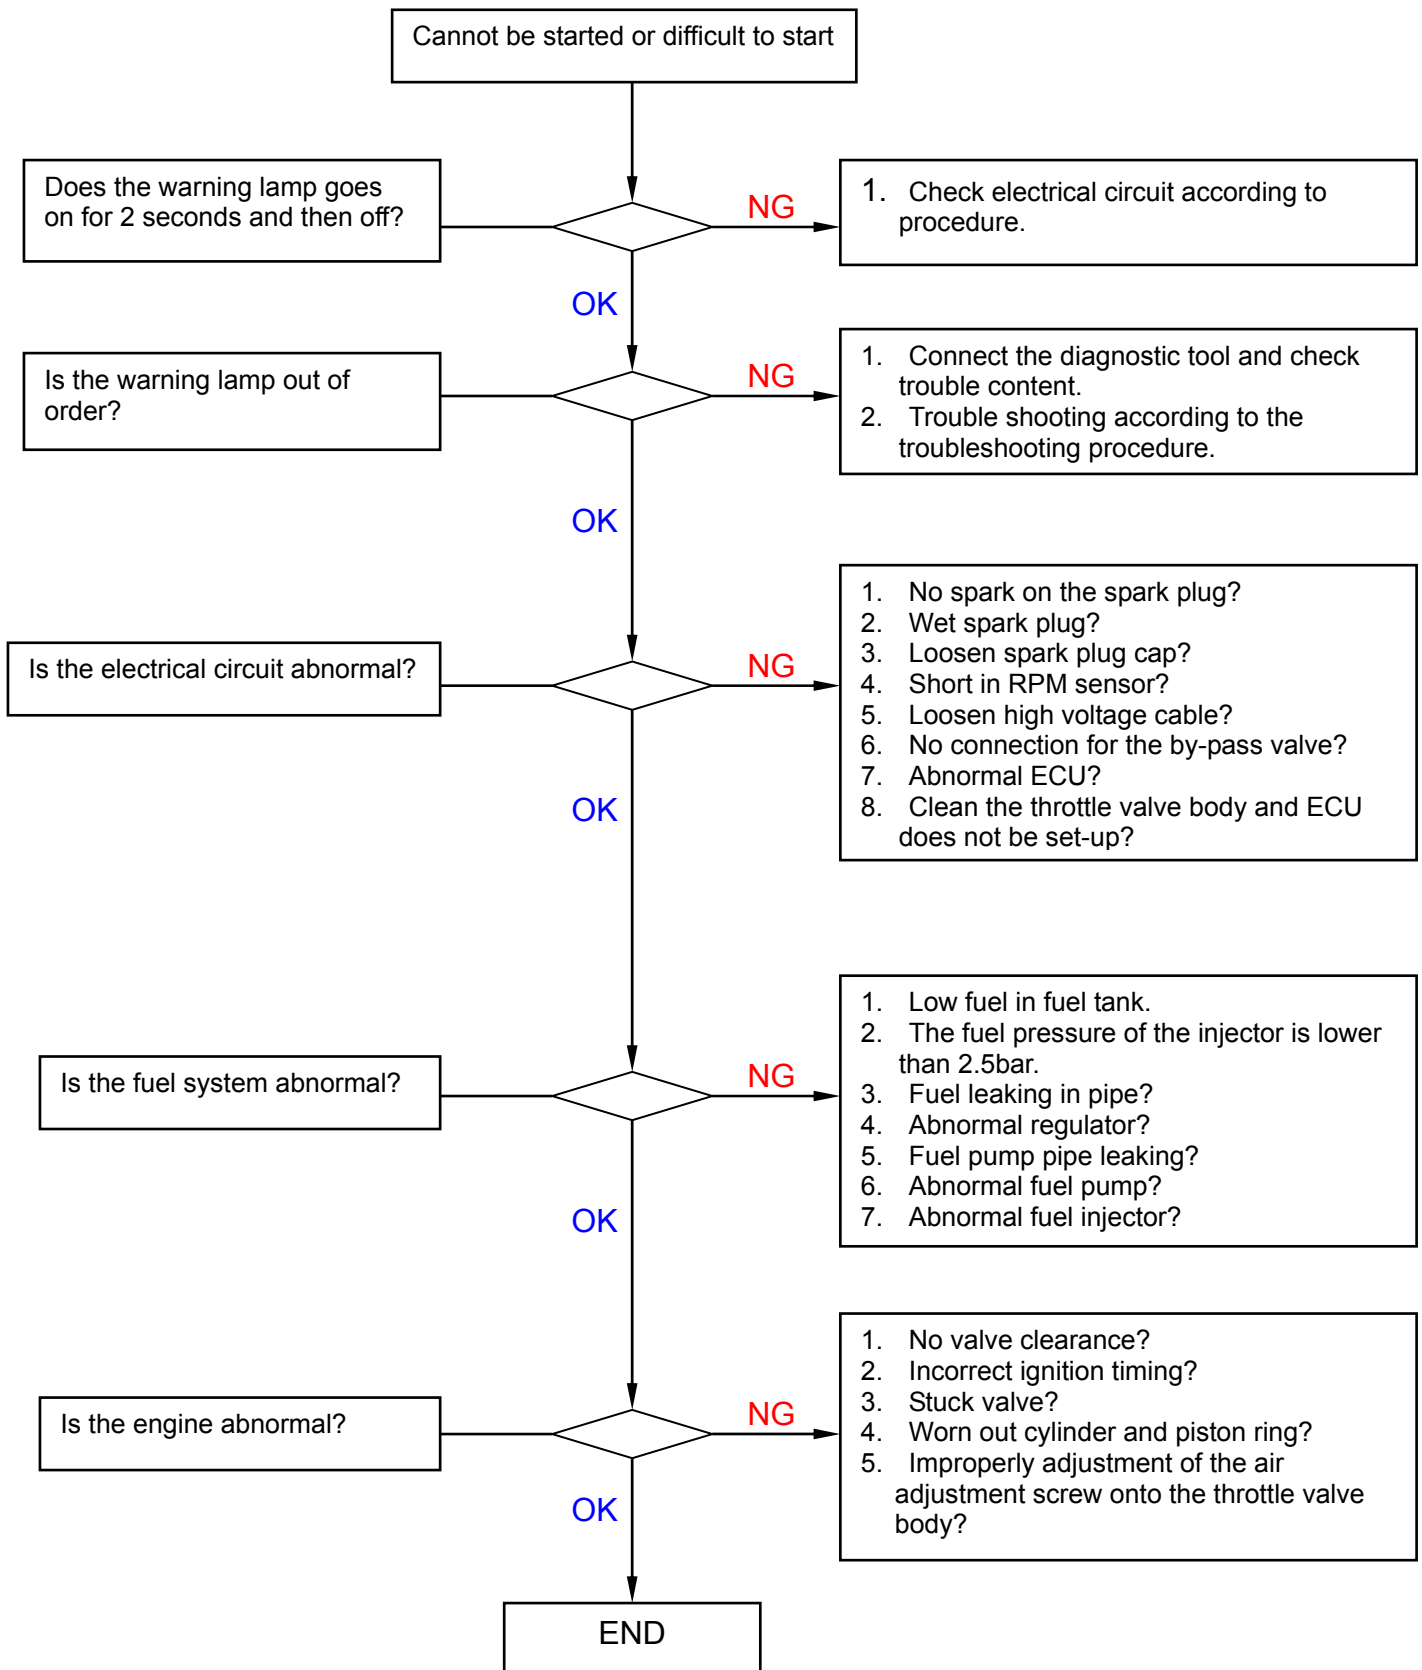 Cannot be started or difficult to start
Does the warning lamp goes
on for 2 seconds and then off?
NG
1. Check electrical circuit according to
procedure.
OK
Is the warning lamp out of
order?
NG
1. Connect the diagnostic tool and check
trouble content.
2. Trouble shooting according to the
troubleshooting procedure.
OK
Is the electrical circuit abnormal?
NG
1. No spark on the spark plug?
2. Wet spark plug?
3. Loosen spark plug cap?
4. Short in RPM sensor?
5. Loosen high voltage cable?
6. No connection for the by-pass valve?
7. Abnormal ECU?
8. Clean the throttle valve body and ECU
does not be set-up?
OK
Is the fuel system abnormal?
NG
1. Low fuel in fuel tank.
2. The fuel pressure of the injector is lower
than 2.5bar.
3. Fuel leaking in pipe?
4. Abnormal regulator?
5. Fuel pump pipe leaking?
6. Abnormal fuel pump?
7. Abnormal fuel injector?
OK
Is the engine abnormal?
NG
1. No valve clearance?
2. Incorrect ignition timing?
3. Stuck valve?
4. Worn out cylinder and piston ring?
5. Improperly adjustment of the air
adjustment screw onto the throttle valve
body?
OK
END